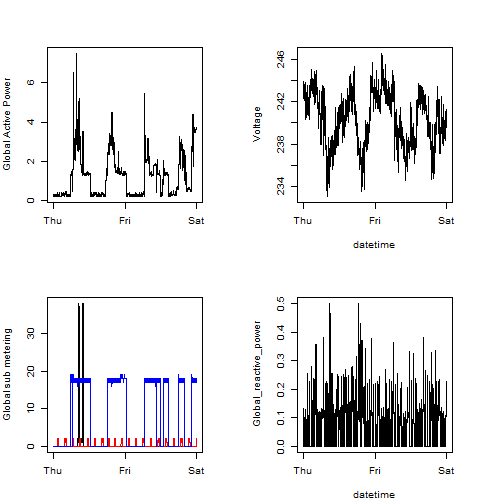 Global Active Power
0 2 4 6
Thu Fri Sat
Voltage
234 238 242 246
Thu Fri Sat
datetime
Global sub metering
0 10 20 30
Thu Fri Sat
Global_reactive_power
0.0 0.1 0.2 0.3 0.4 0.5
Thu Fri Sat
datetime